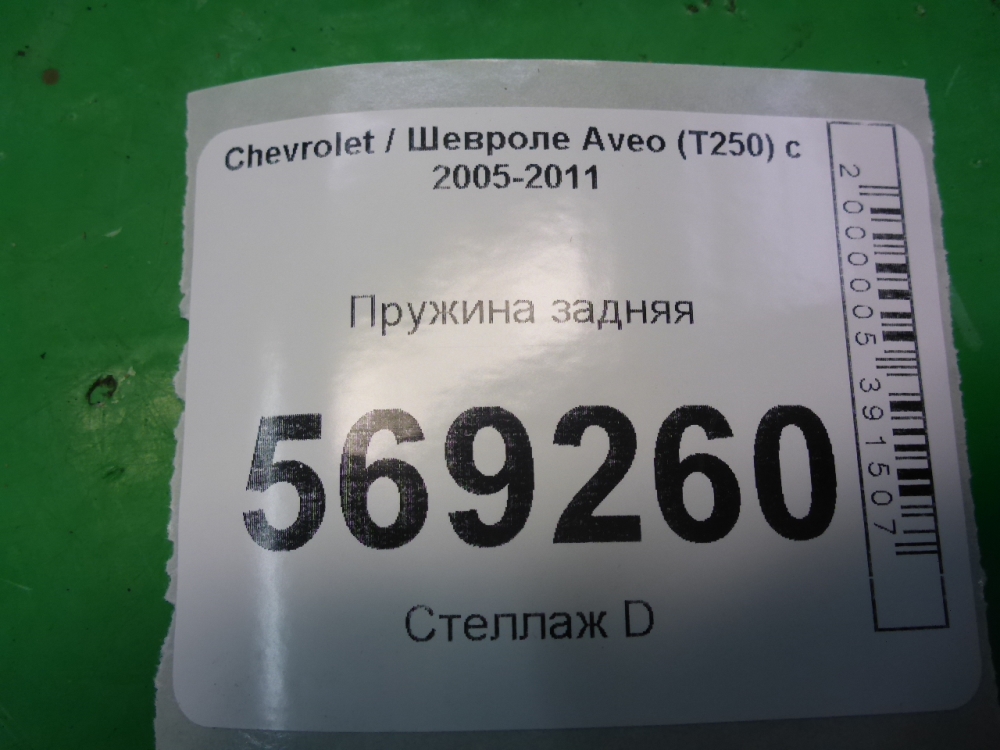 Chevrolet / Шевроле Aveo (T250) с
2005-2011
Пружина задняя
569260
Стеллаж D
2000005391507